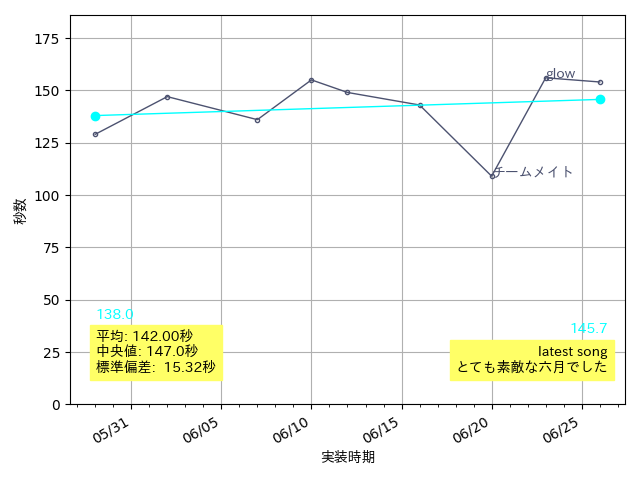 175
150
125
100
75
50
25
0
秒数
glow
チームメイト
138.0
145.7
平均: 142.00秒
中央値: 147.0秒
標準偏差:  15.32秒
latest song
とても素敵な六月でした
05/31
06/05
06/10
06/15
06/20
06/25
実装時期